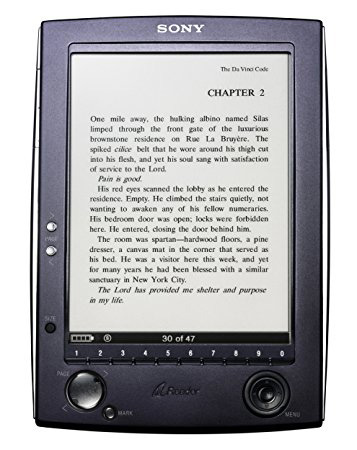 SONY
The Da Vinci Code
CHAPTER 2
One mile away, the hulking albino named Silas
limped through the front gate of the luxurious
brownstone residence on Rue La Bruyère. The
spiked cilice belt that he wore around his thigh cut
into his flesh, and yet his soul sang with satisfaction
of service to the Lord.
Pain is good.
His red eyes scanned the lobby as he entered the
residence. Empty. He climbed the stairs quietly, not
wanting to awaken any of his fellow numeraries.
His bedroom door was open; locks were forbidden
here. He entered, closing the door behind him.
The room was spartan—hardwood floors, a pine
dresser, a canvas mat in the corner that served as
his bed. He was a visitor here this week, and yet
for many years he had been blessed with a similar
sanctuary in New York City.
The Lord has provided me shelter and purpose
in my life.
PAGE
SIZE
30 of 47
1 2 3 4 5 6 7 8 9 0
PAGE
Reader
MARK
MENU